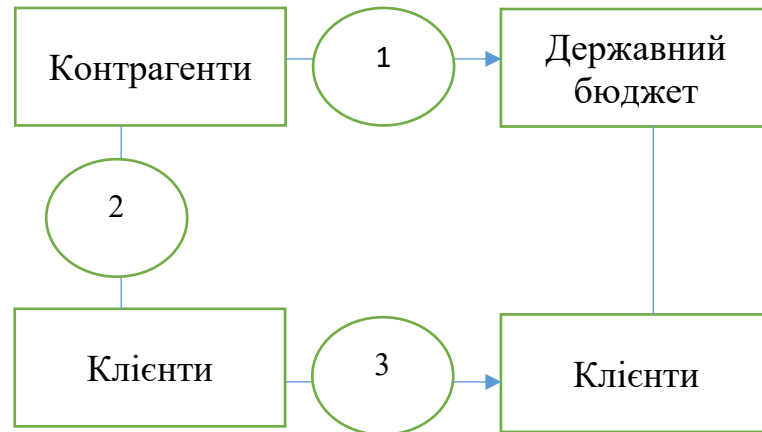 Контрагенти
1
Державний
бюджет
2
Клієнти
3
Клієнти